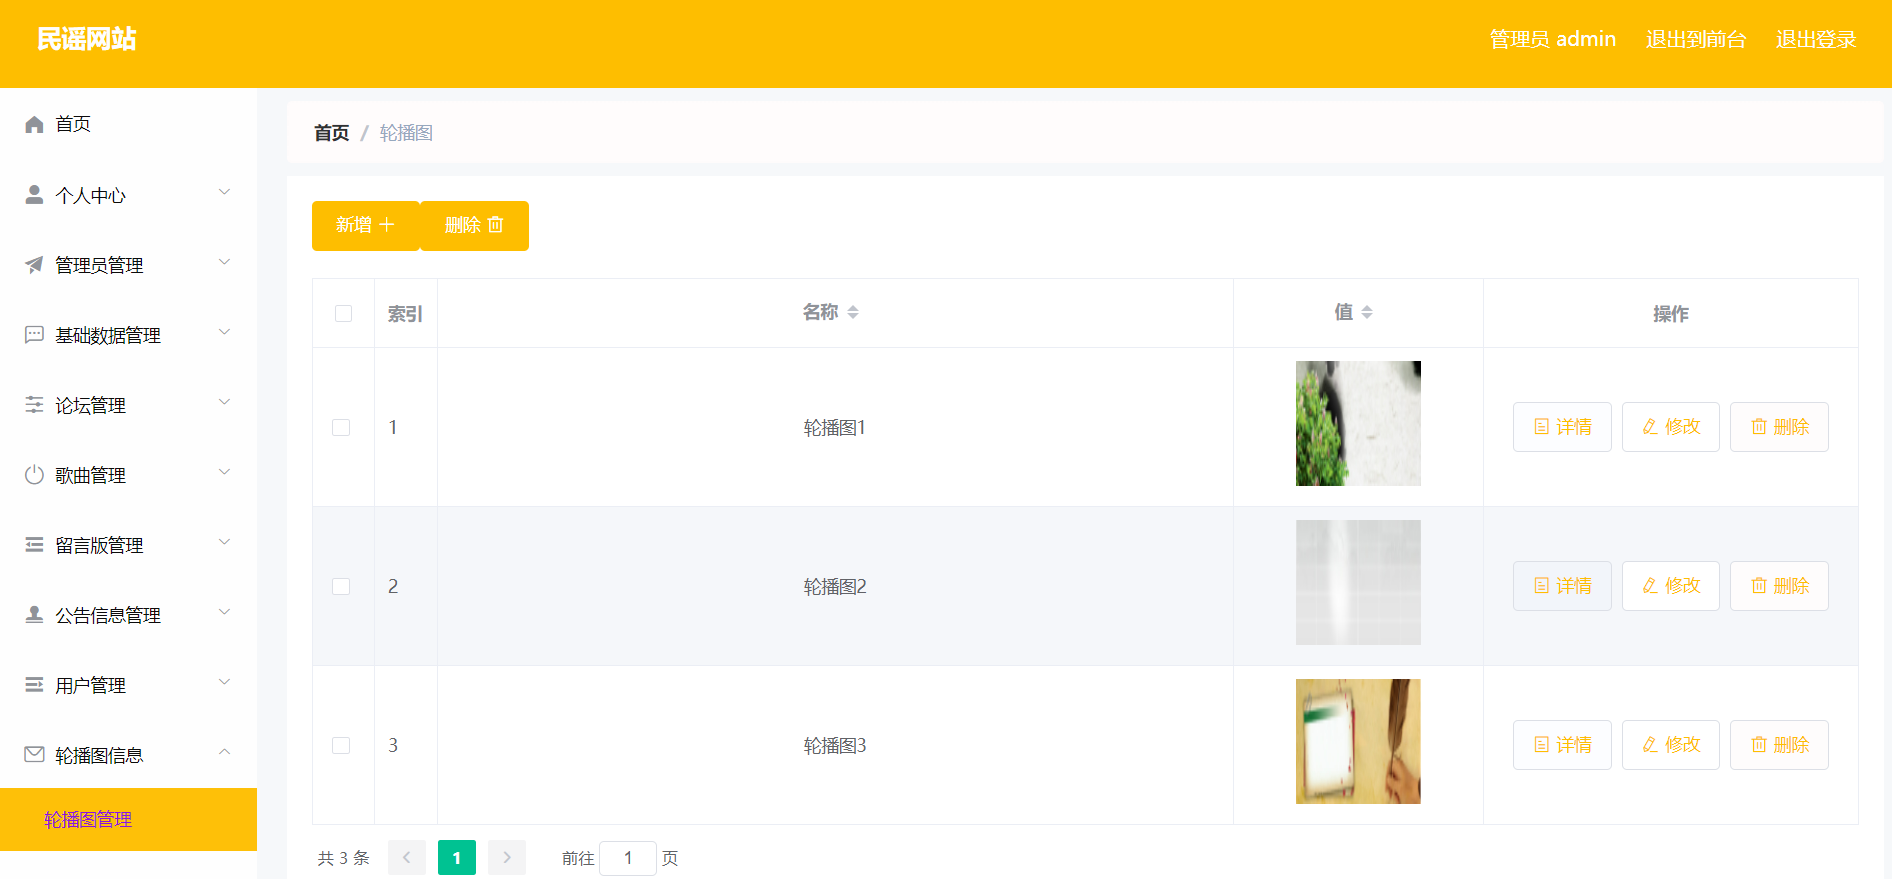 民谣网站
管理员 admin 退出到前台 退出登录
首页
个人中心
管理员管理
基础数据管理
论坛管理
歌曲管理
留言版管理
公告信息管理
用户管理
轮播图信息
轮播图管理
首页 / 轮播图
新增 删除
索引 名称 值 操作
1 轮播图1 详情 修改 删除
2 轮播图2 详情 修改 删除
3 轮播图3 详情 修改 删除
共 3 条 1 前往 1 页